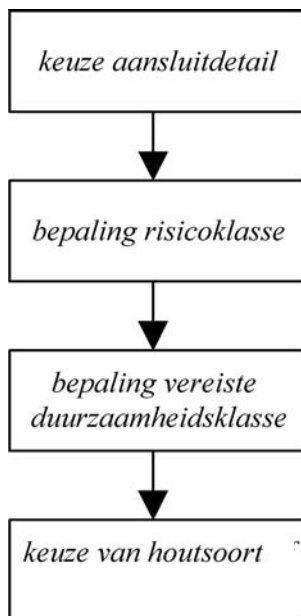 keuze aansluitdetail
bepaling risicoklasse
bepaling vereiste
duurzaamheidsklasse
keuze van houtsoort